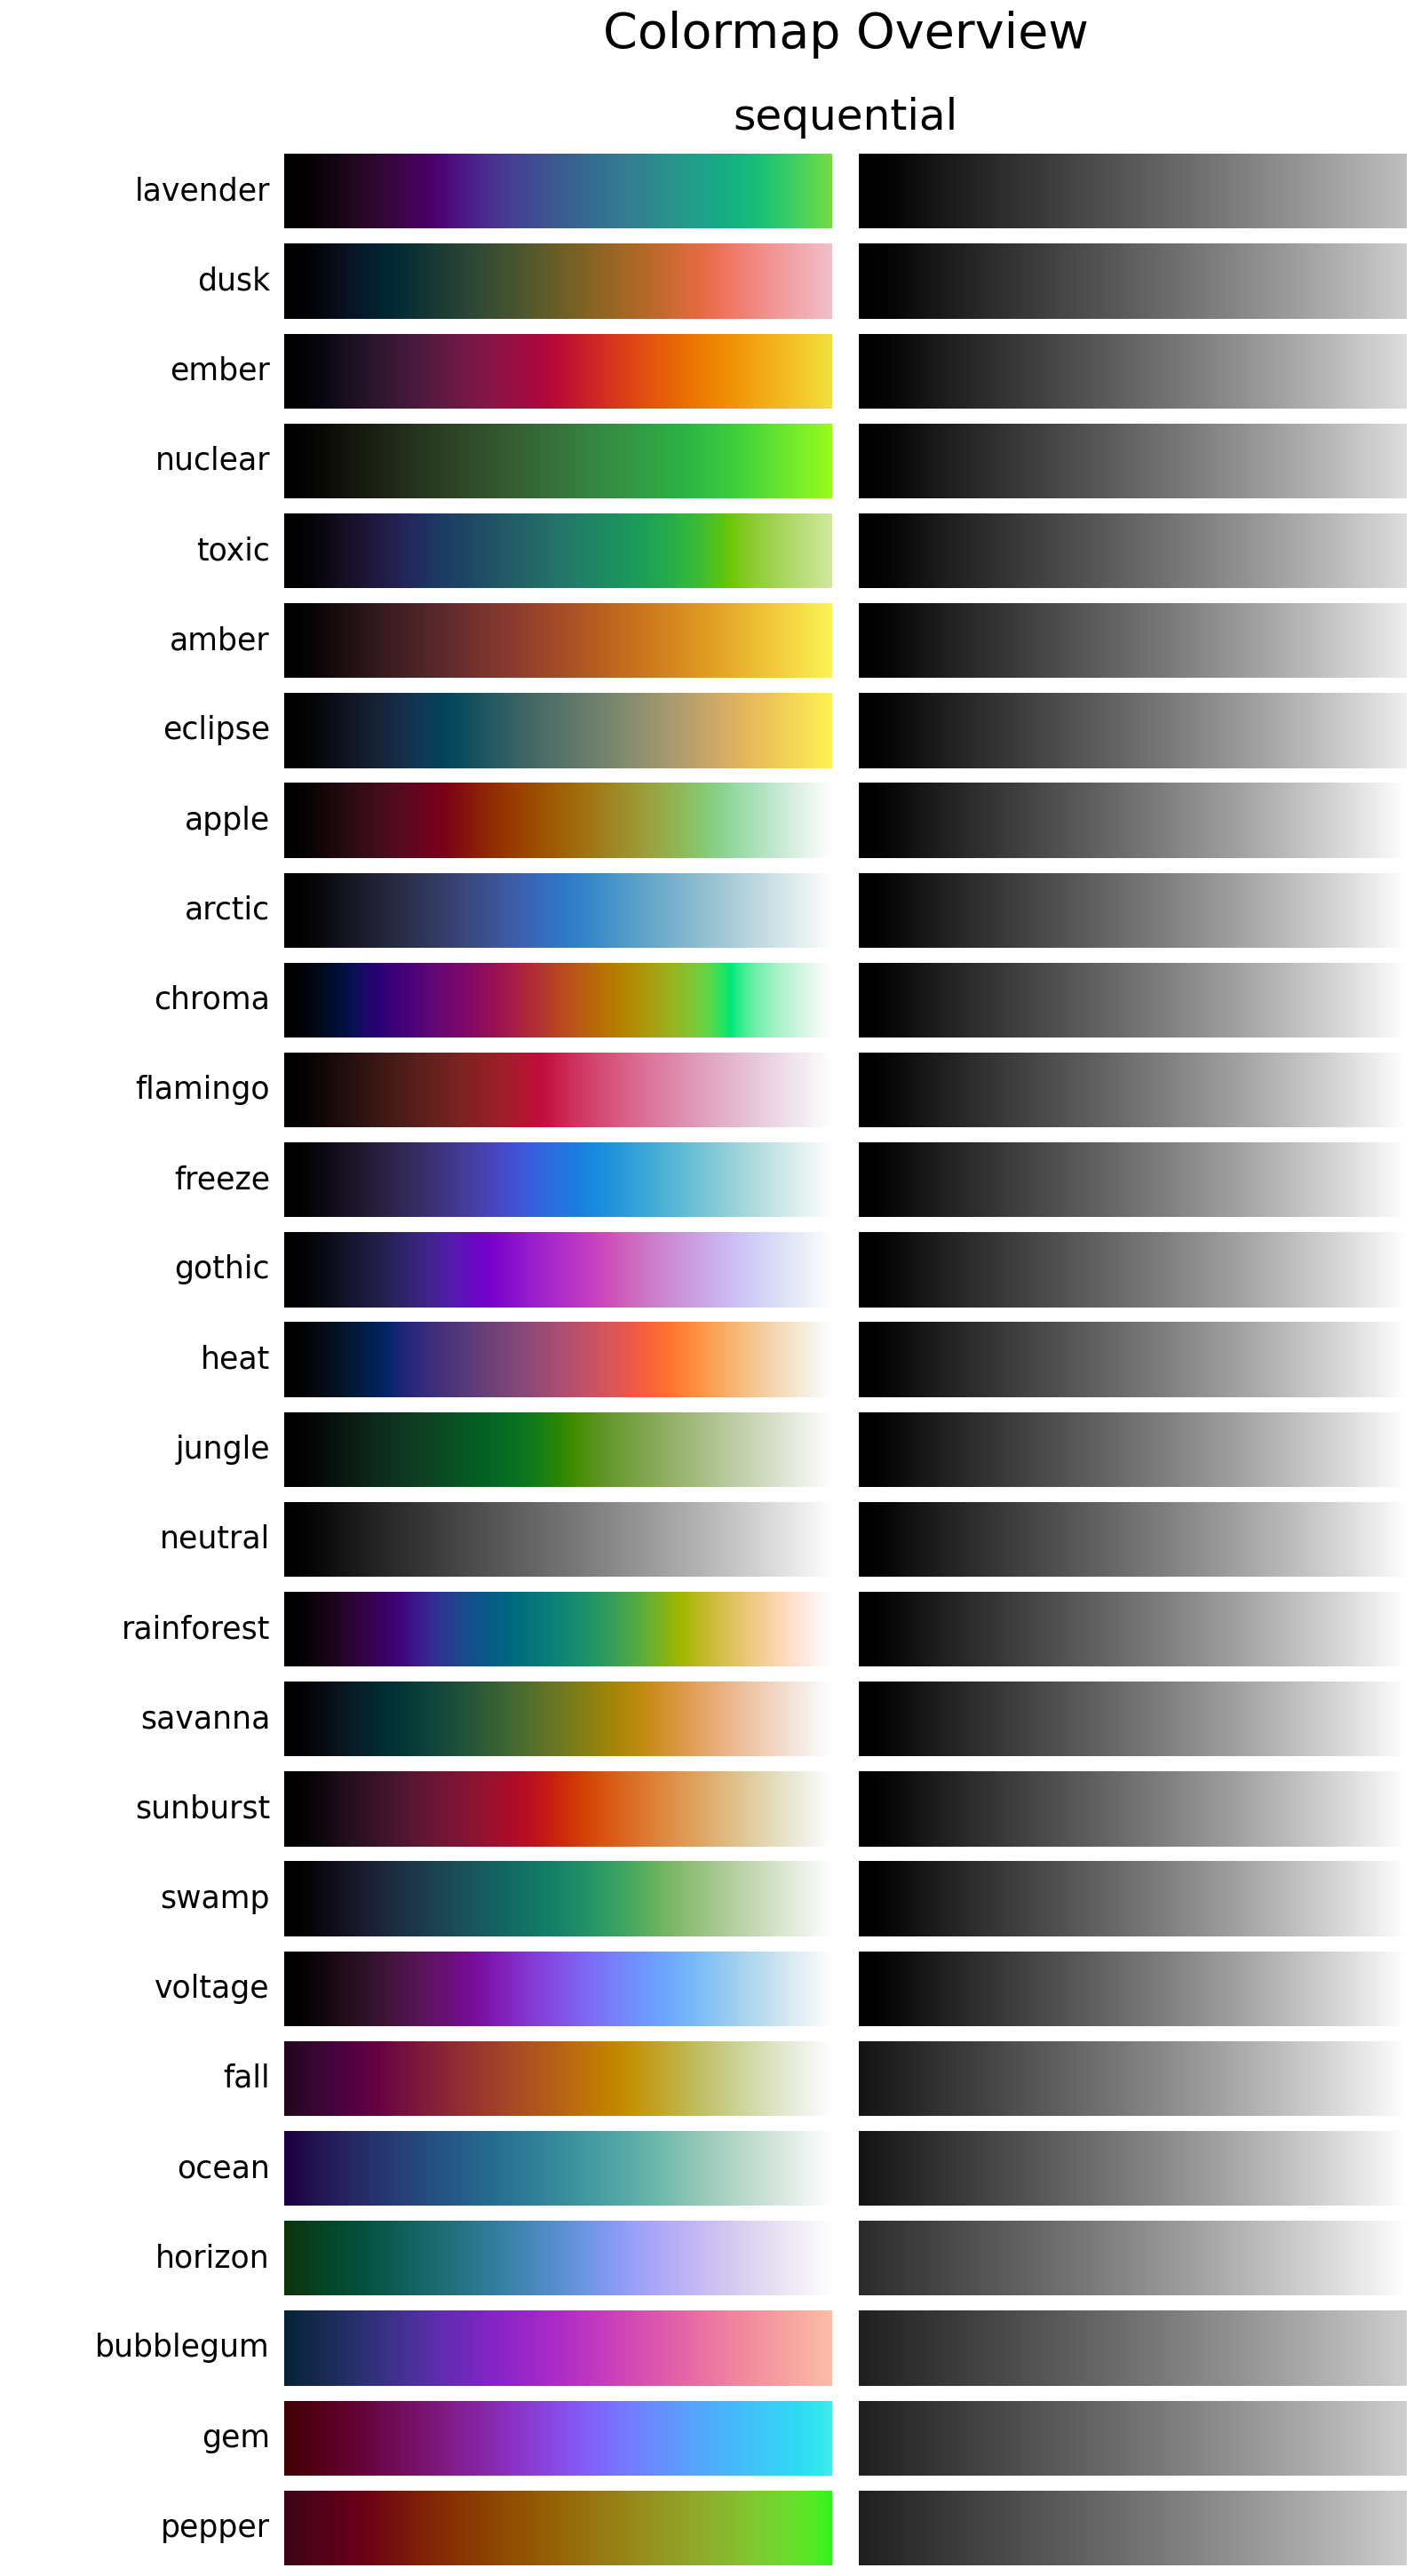 Colormap Overview
sequential
lavender
dusk
ember
nuclear
toxic
amber
eclipse
apple
arctic
chroma
flamingo
freeze
gothic
heat
jungle
neutral
rainforest
savanna
sunburst
swamp
voltage
fall
ocean
horizon
bubblegum
gem
pepper